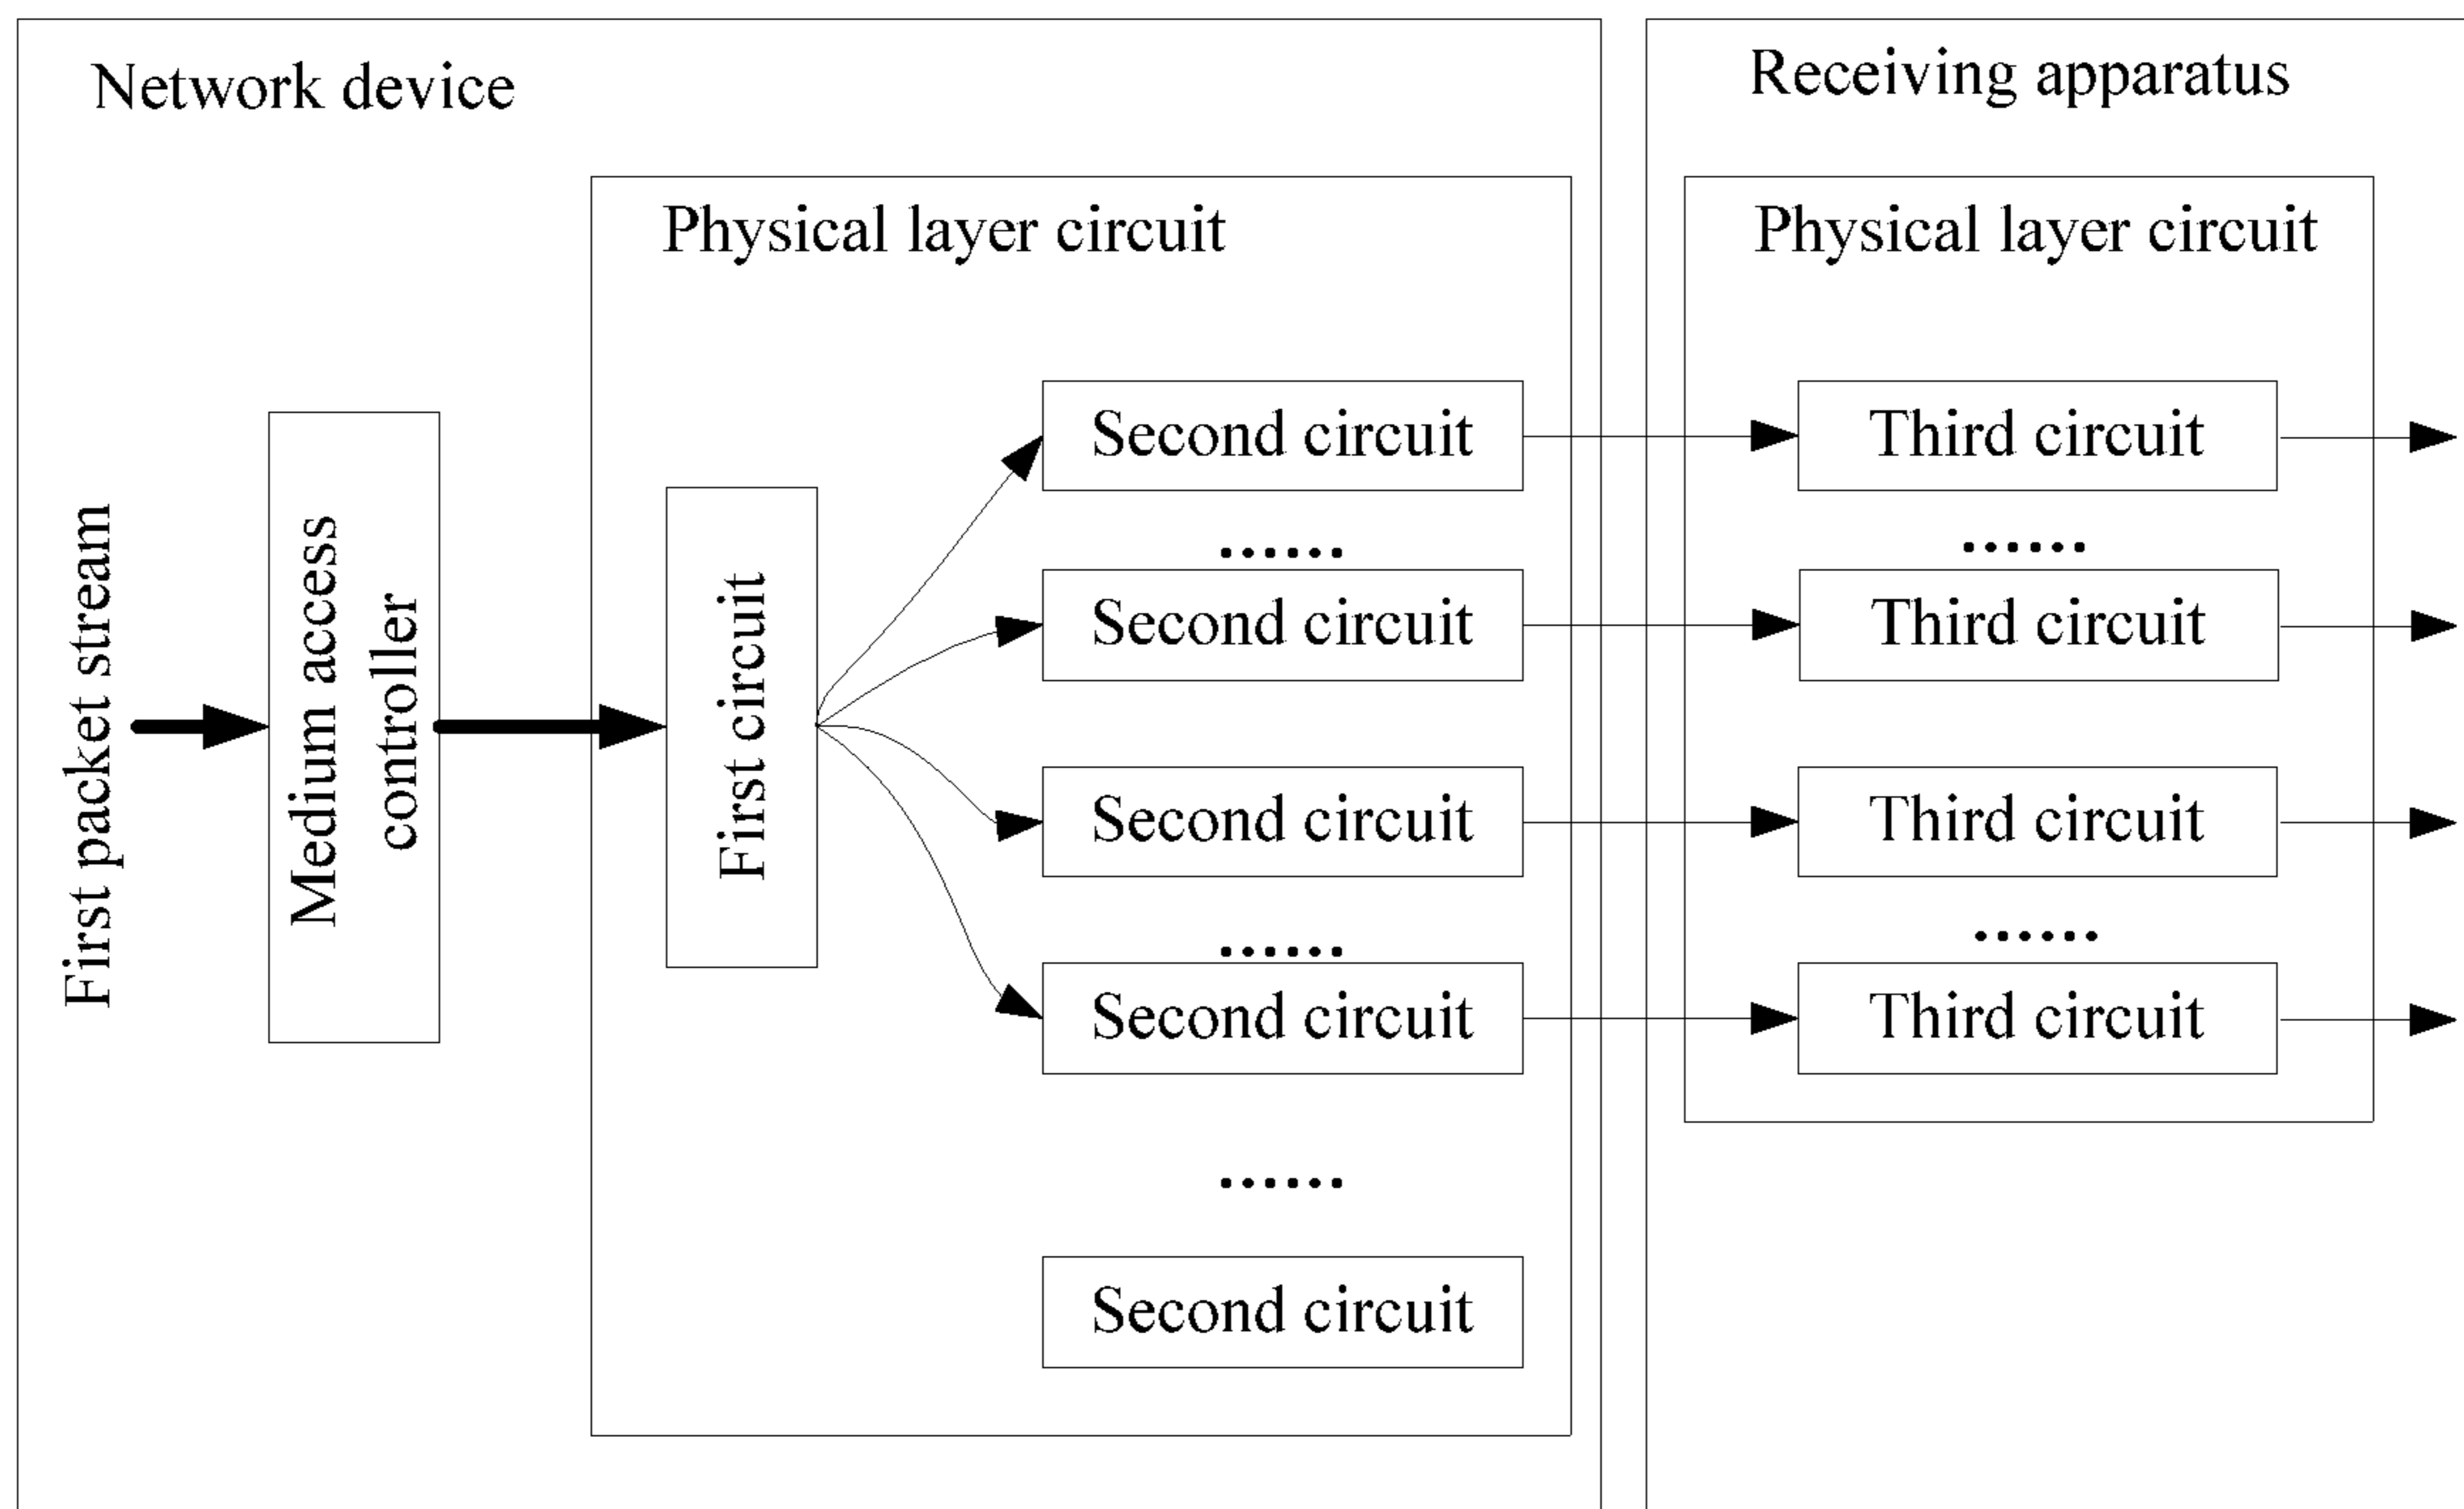 Network device
Receiving apparatus
Physical layer circuit
Physical layer circuit
First packet stream
Medium access
controller
First circuit
Second circuit
Third circuit
......
......
Second circuit
Third circuit
Second circuit
Third circuit
......
......
Second circuit
Third circuit
......
Second circuit